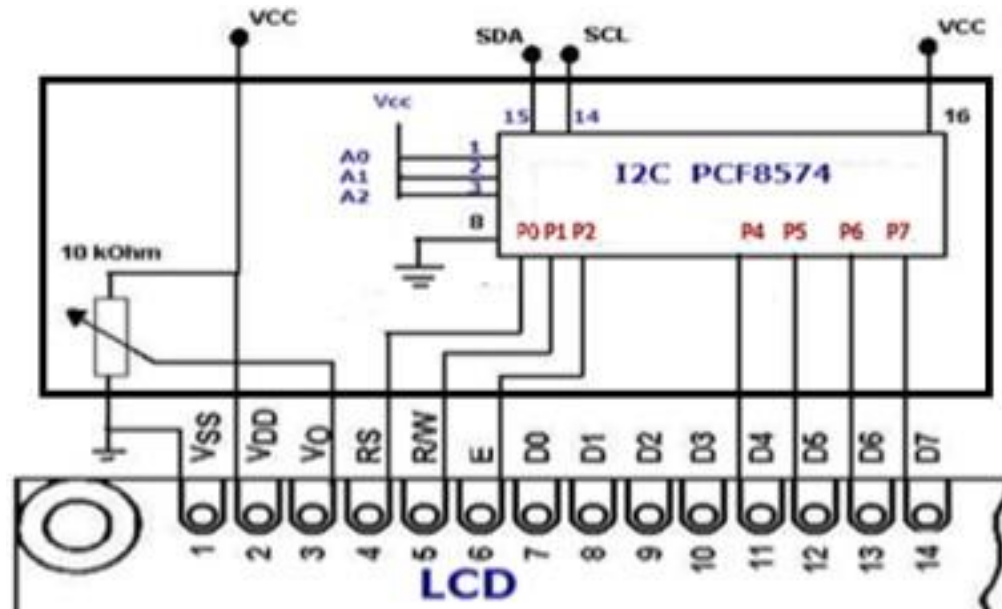 VCC
SDA SCL
VCC
Vcc
15 14
16
A0 1
A1 2
A2 3
I2C PCF8574
8
P0 P1 P2 P4 P5 P6 P7
10 kOhm
VSS VDD VO RS R/W E D0 D1 D2 D3 D4 D5 D6 D7
1 2 3 4 5 6 7 8 9 10 11 12 13 14
LCD